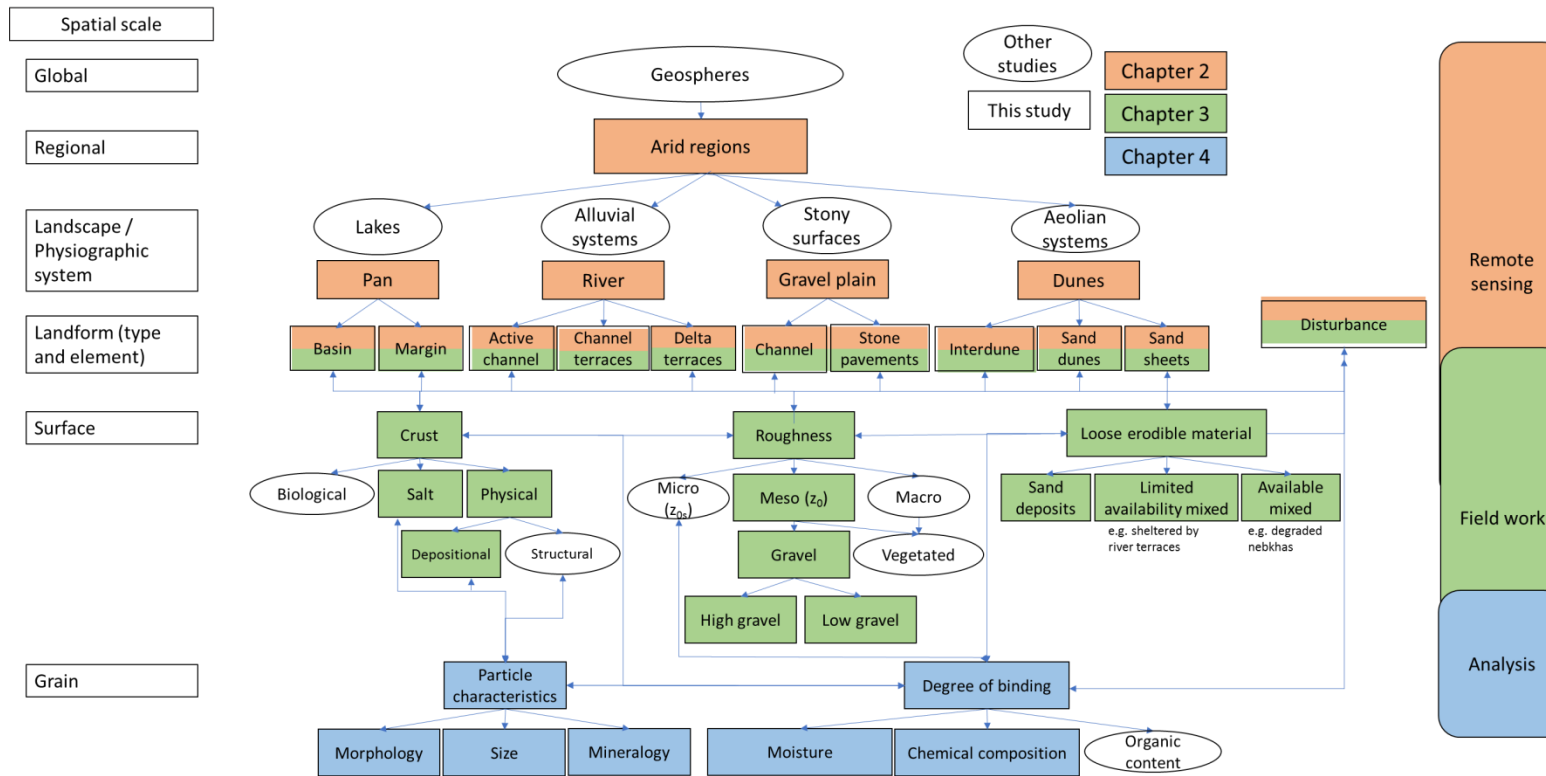 Spatial scale
Global
Regional
Landscape /
Physiographic
system
Landform (type
and element)
Surface
Grain
Geospheres
Arid regions
Other
studies
This study
Chapter 2
Chapter 3
Chapter 4
Lakes
Alluvial
systems
Stony
surfaces
Aeolian
systems
Pan
River
Gravel plain
Dunes
Basin
Margin
Active
channel
Channel
terraces
Delta
terraces
Channel
Stone
pavements
Interdune
Sand
dunes
Sand
sheets
Disturbance
Crust
Roughness
Loose erodible material
Biological
Salt
Physical
Micro
(z0s)
Meso (z0)
Macro
Sand
deposits
Limited
availability mixed
e.g. sheltered by
river terraces
Available
mixed
e.g. degraded
nebkhas
Depositional
Structural
Gravel
Vegetated
High gravel
Low gravel
Particle
characteristics
Degree of binding
Morphology
Size
Mineralogy
Moisture
Chemical composition
Organic
content
Remote
sensing
Field work
Analysis